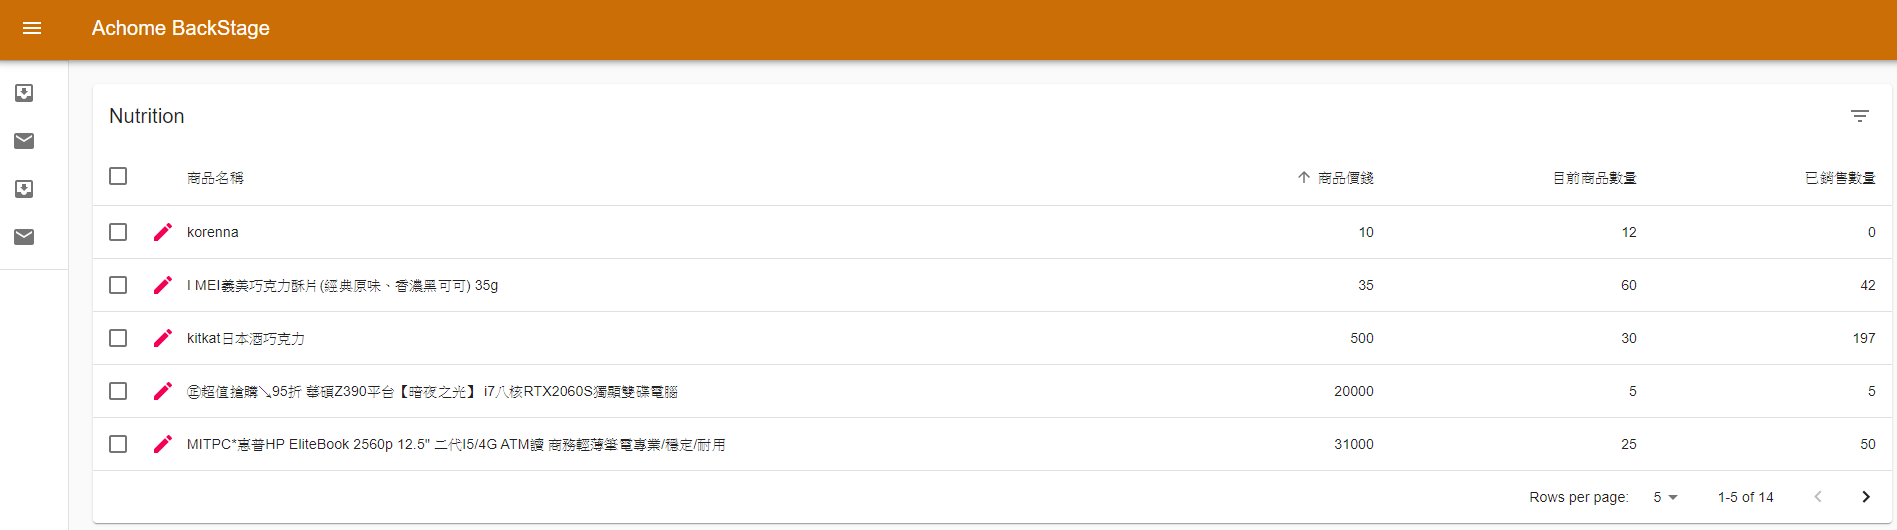 Achome BackStage
Nutrition
商品名稱 商品價錢 目前商品數量 已銷售數量
korenna 10 12 0
I MEI義美巧克力酥片(經典原味、香濃黑可可) 35g 35 60 42
kitkat日本酒巧克力 500 30 197
㊣超值搶購↘95折 華碩Z390平台【暗夜之光】 i7八核RTX2060S獨顯雙碟電腦 20000 5 5
MITPC*惠普HP EliteBook 2560p 12.5" 二代I5/4G ATM讀 商務輕薄筆電專業/穩定/耐用 31000 25 50
Rows per page: 5 1-5 of 14